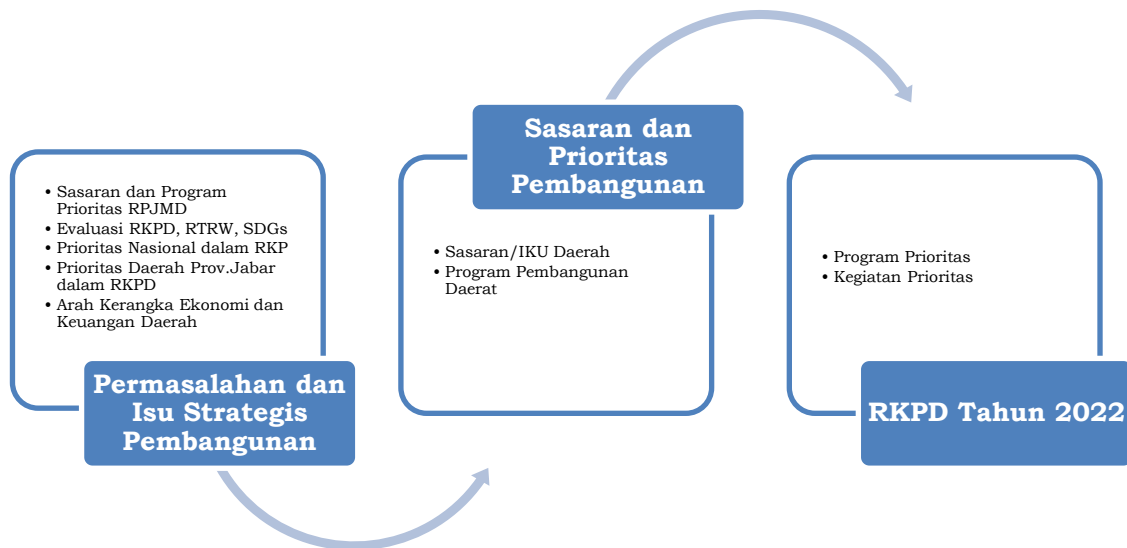 • Sasaran dan Program
Prioritas RPJMD
• Evaluasi RKPD, RTRW, SDGs
• Prioritas Nasional dalam RKP
• Prioritas Daerah Prov.Jabar
dalam RKPD
• Arah Kerangka Ekonomi dan
Keuangan Daerah
Permasalahan dan
Isu Strategis
Pembangunan
Sasaran dan
Prioritas
Pembangunan
• Sasaran/IKU Daerah
• Program Pembangunan
Daerat
• Program Prioritas
• Kegiatan Prioritas
RKPD Tahun 2022